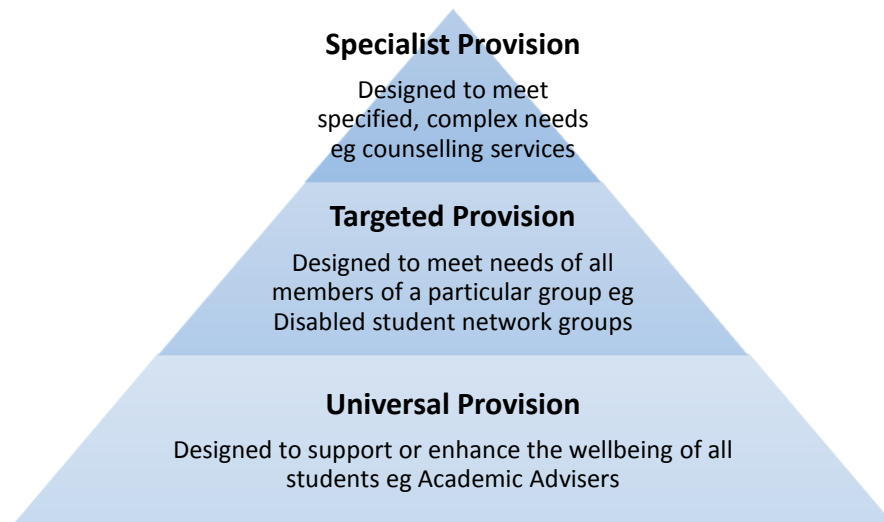 Specialist Provision
Designed to meet
specified, complex needs
eg counselling services
Targeted Provision
Designed to meet needs of all
members of a particular group eg
Disabled student network groups
Universal Provision
Designed to support or enhance the wellbeing of all
students eg Academic Advisers